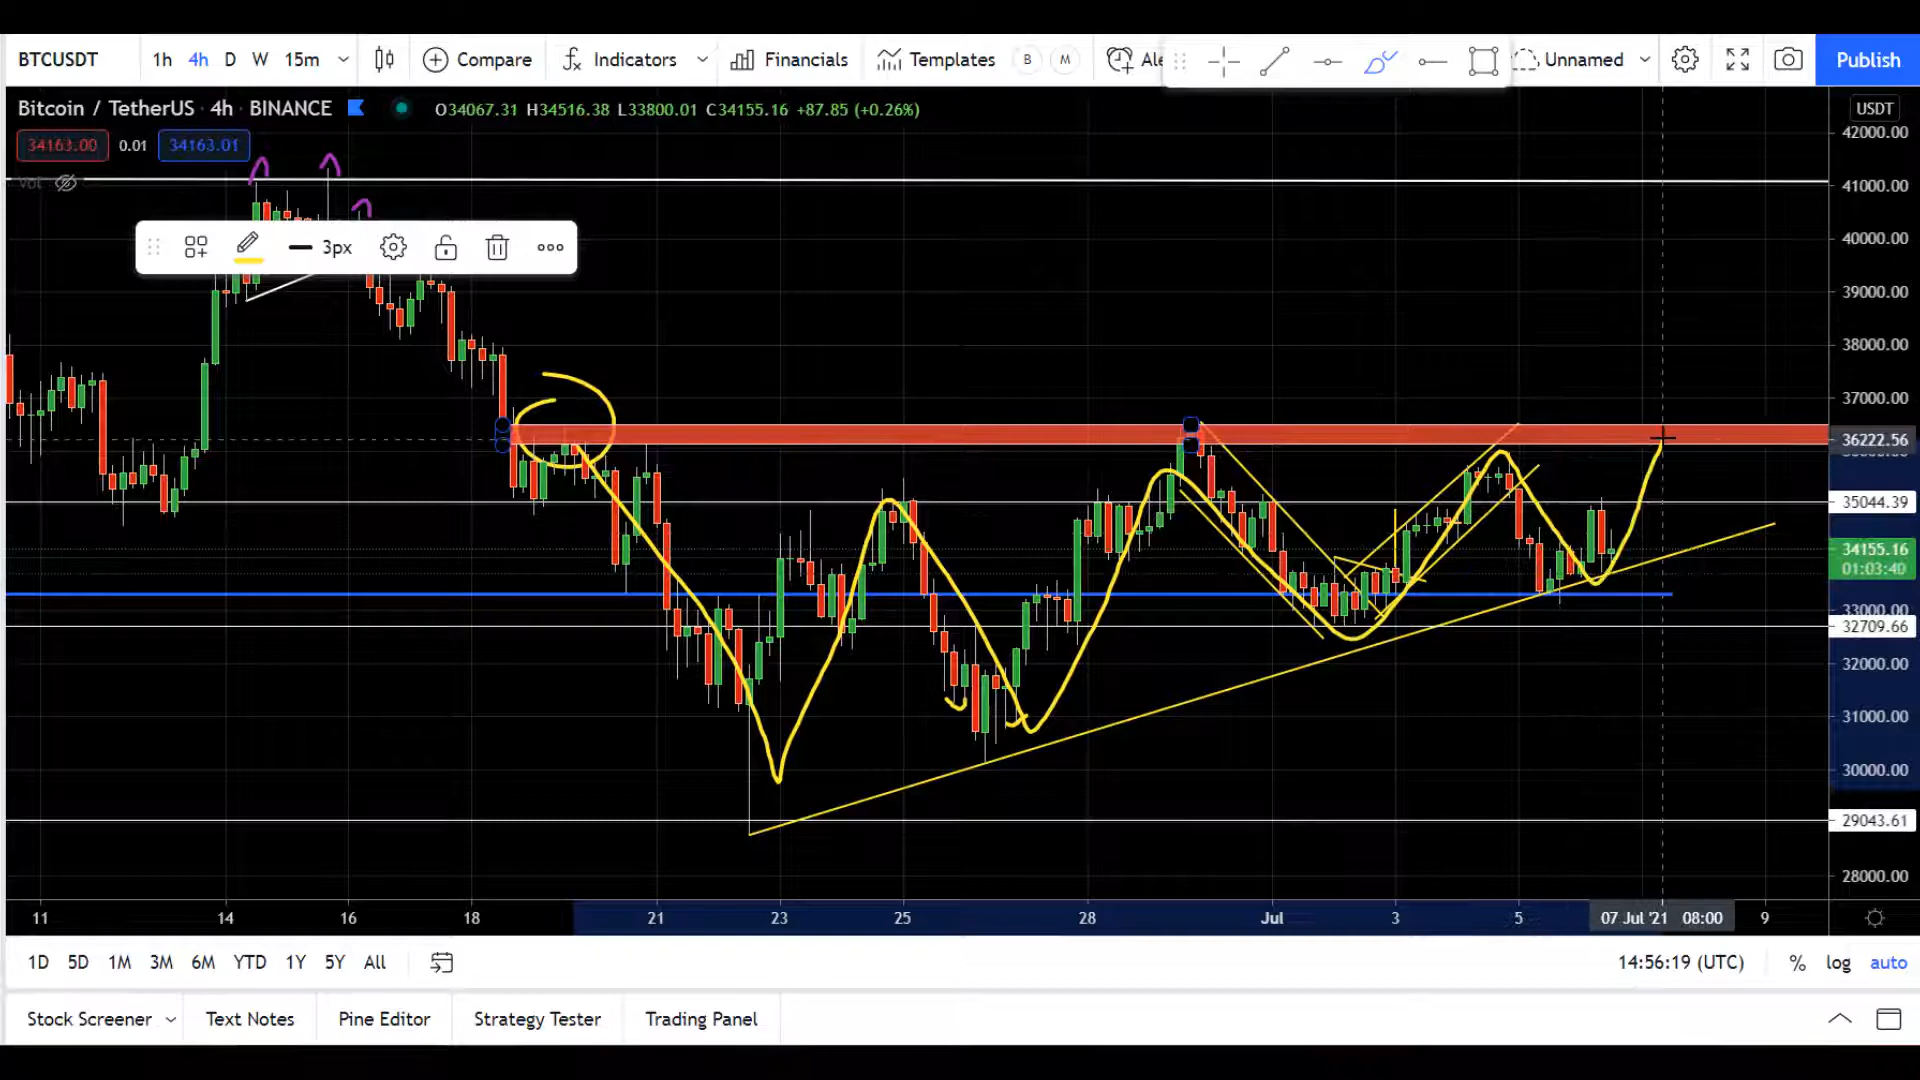 BTCUSDT 1h 4h D W 15m Compare Indicators Financials Templates B M Ale Unnamed Publish
Bitcoin / TetherUS · 4h · BINANCE O34067.31 H34516.38 L33800.01 C34155.16 +87.85 (+0.26%) USDT
34163.00 0.01 34163.01
Vol
3px
42000.00
41000.00
40000.00
39000.00
38000.00
37000.00
36222.56
35044.39
34155.16
01:03:40
33000.00
32709.66
32000.00
31000.00
30000.00
29043.61
28000.00
11 14 16 18 21 23 25 28 Jul 3 5 07 Jul '21 08:00 9
1D 5D 1M 3M 6M YTD 1Y 5Y All 14:56:19 (UTC) % log auto
Stock Screener Text Notes Pine Editor Strategy Tester Trading Panel